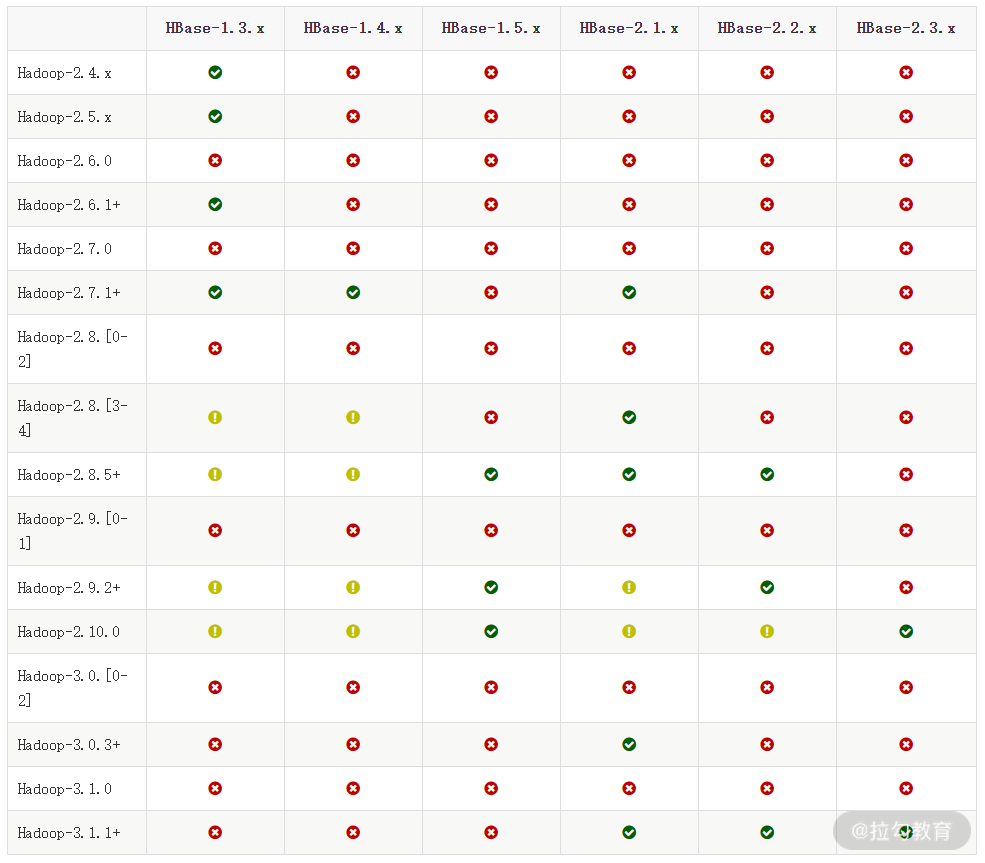 HBase-1.3.x HBase-1.4.x HBase-1.5.x HBase-2.1.x HBase-2.2.x HBase-2.3.x
Hadoop-2.4.x
Hadoop-2.5.x
Hadoop-2.6.0
Hadoop-2.6.1+
Hadoop-2.7.0
Hadoop-2.7.1+
Hadoop-2.8.[0-
2]
Hadoop-2.8.[3-
4]
Hadoop-2.8.5+
Hadoop-2.9.[0-
1]
Hadoop-2.9.2+
Hadoop-2.10.0
Hadoop-3.0.[0-
2]
Hadoop-3.0.3+
Hadoop-3.1.0
Hadoop-3.1.1+
@拉勾教育